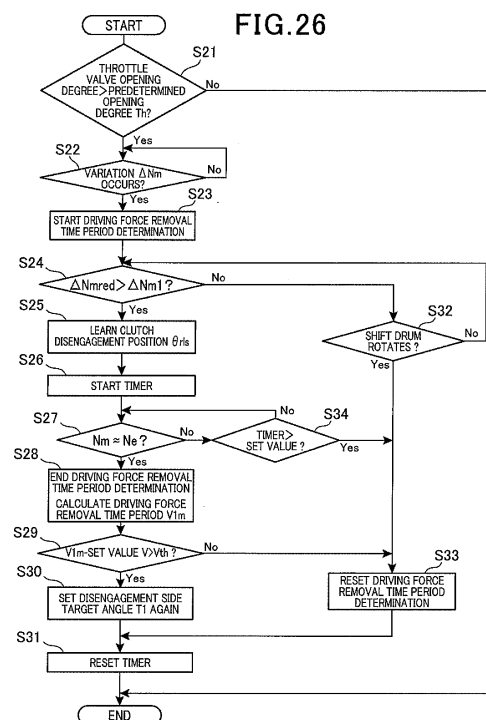 START
FIG.26
S21
THROTTLE
VALVE OPENING
DEGREE>PREDETERMINED
OPENING
DEGREE Th?
No
Yes
S22
VARIATION ΔNm
OCCURS?
No
Yes
S23
START DRIVING FORCE REMOVAL
TIME PERIOD DETERMINATION
S24
ΔNmred>ΔNm1?
No
Yes
S32
SHIFT DRUM
ROTATES ?
No
Yes
S25
LEARN CLUTCH
DISENGAGEMENT POSITION θrls
S26
START TIMER
S27
Nm≈Ne?
No
Yes
S34
TIMER>
SET VALUE ?
No
Yes
S28
END DRIVING FORCE REMOVAL
TIME PERIOD DETERMINATION
CALCULATE DRIVING FORCE
REMOVAL TIME PERIOD V1m
S29
V1m-SET VALUE V>Vth ?
No
Yes
S30
SET DISENGAGEMENT SIDE
TARGET ANGLE T1 AGAIN
S33
RESET DRIVING FORCE
REMOVAL TIME PERIOD
DETERMINATION
S31
RESET TIMER
END